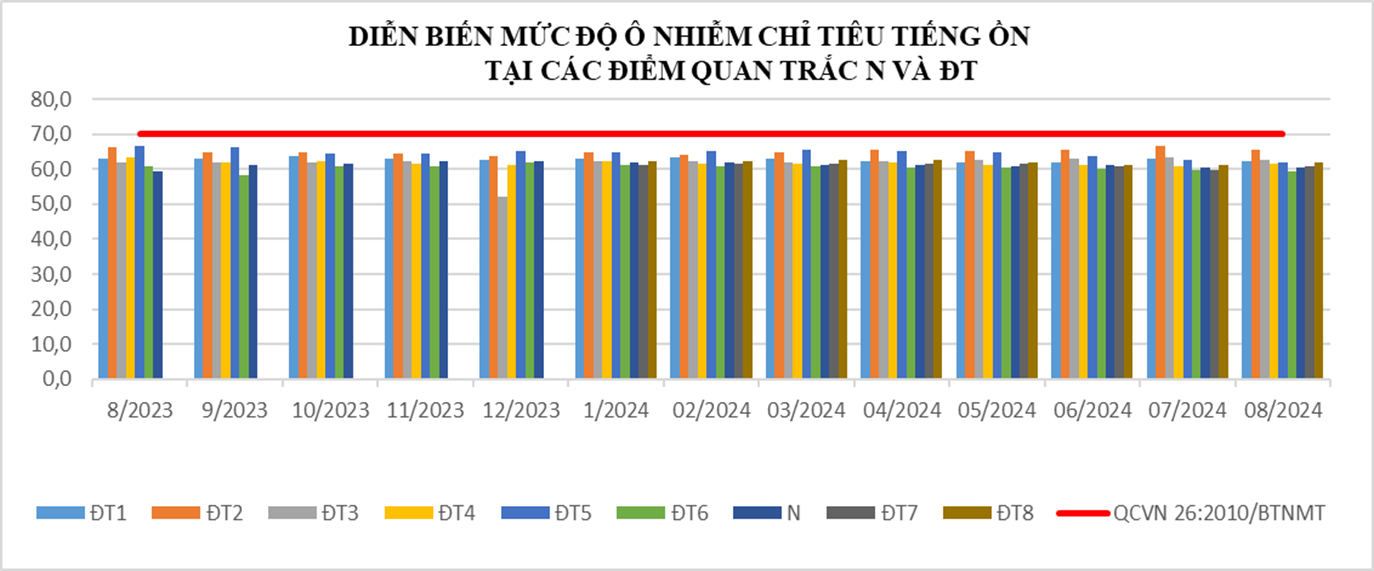 DIỄN BIẾN MỨC ĐỘ Ô NHIỄM CHỈ TIÊU TIẾNG ỒN
TẠI CÁC ĐIỂM QUAN TRẮC N VÀ ĐT
80,0
70,0
60,0
50,0
40,0
30,0
20,0
10,0
0,0
8/2023 9/2023 10/2023 11/2023 12/2023 1/2024 02/2024 03/2024 04/2024 05/2024 06/2024 07/2024 08/2024
ĐT1 ĐT2 ĐT3 ĐT4 ĐT5 ĐT6 N ĐT7 ĐT8 QCVN 26:2010/BTNMT